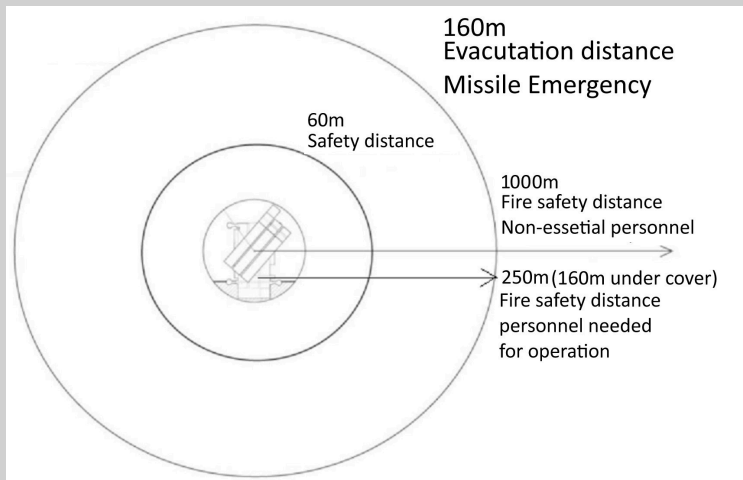 160m
Evacutation distance
Missile Emergency
60m
Safety distance
1000m
Fire safety distance
Non-essetial personnel
250m (160m under cover)
Fire safety distance
personnel needed
for operation